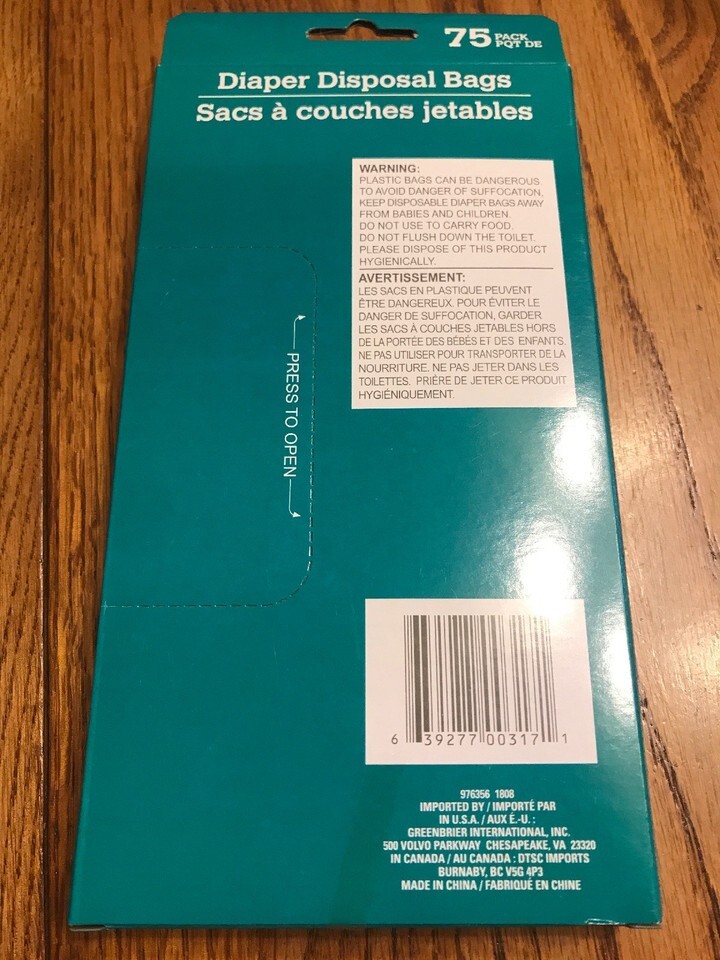 75 PACK
PQT DE
Diaper Disposal Bags
Sacs à couches jetables
WARNING:
PLASTIC BAGS CAN BE DANGEROUS.
TO AVOID DANGER OF SUFFOCATION,
KEEP DISPOSABLE DIAPER BAGS AWAY
FROM BABIES AND CHILDREN.
DO NOT USE TO CARRY FOOD.
DO NOT FLUSH DOWN THE TOILET.
PLEASE DISPOSE OF THIS PRODUCT
HYGIENICALLY.
AVERTISSEMENT:
LES SACS EN PLASTIQUE PEUVENT
ÊTRE DANGEREUX. POUR ÉVITER LE
DANGER DE SUFFOCATION, GARDER
LES SACS À COUCHES JETABLES HORS
DE LA PORTÉE DES BÉBÉS ET DES ENFANTS.
NE PAS UTILISER POUR TRANSPORTER DE LA
NOURRITURE. NE PAS JETER DANS LES
TOILETTES. PRIÈRE DE JETER CE PRODUIT
HYGIÉNIQUEMENT.
PRESS TO OPEN
6 39277 00317 1
976356 1808
IMPORTED BY / IMPORTÉ PAR
IN U.S.A. / AUX É.-U. :
GREENBRIER INTERNATIONAL, INC.
500 VOLVO PARKWAY CHESAPEAKE, VA 23320
IN CANADA / AU CANADA : DTSC IMPORTS
BURNABY, BC V5G 4P3
MADE IN CHINA / FABRIQUÉ EN CHINE